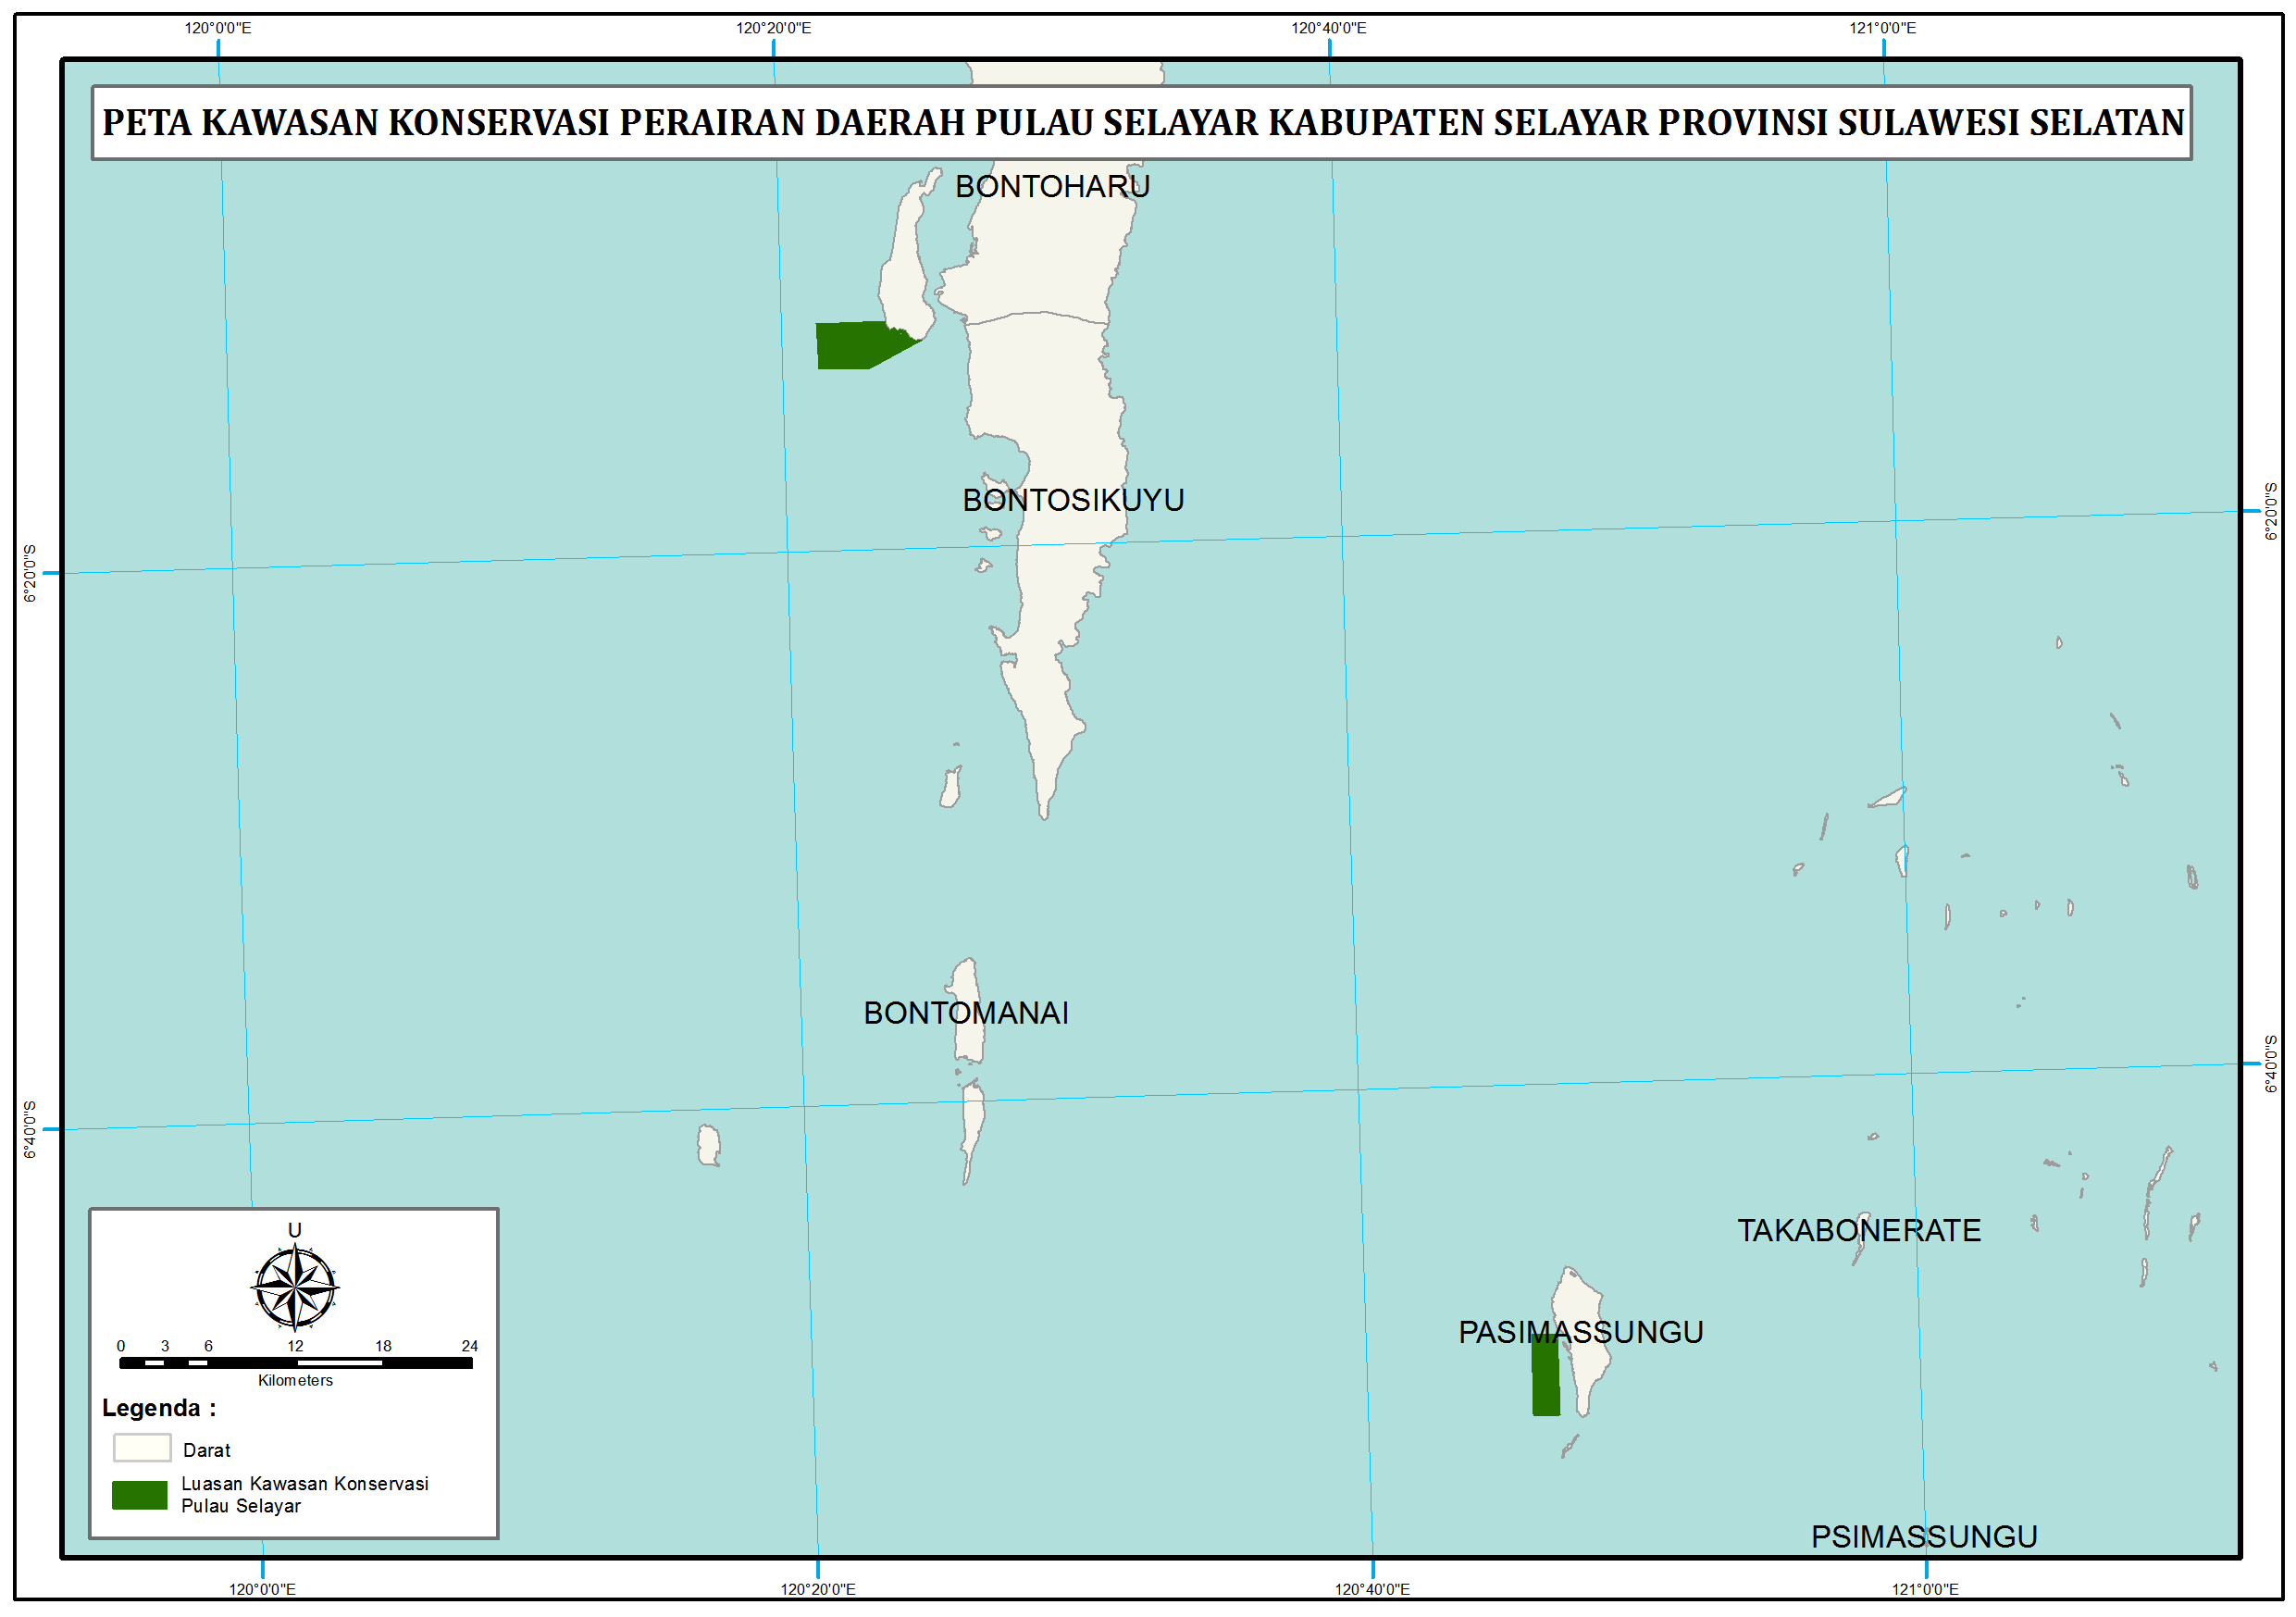 120°0'0"E 120°20'0"E 120°40'0"E 121°0'0"E
PETA KAWASAN KONSERVASI PERAIRAN DAERAH PULAU SELAYAR KABUPATEN SELAYAR PROVINSI SULAWESI SELATAN
BONTOHARU
BONTOSIKUYU
6°20'0"S
6°20'0"S
BONTOMANAI
6°40'0"S
6°40'0"S
TAKABONERATE
PASIMASSUNGU
PSIMASSUNGU
U
0 3 6 12 18 24
Kilometers
Legenda :
Darat
Luasan Kawasan Konservasi
Pulau Selayar
120°0'0"E 120°20'0"E 120°40'0"E 121°0'0"E